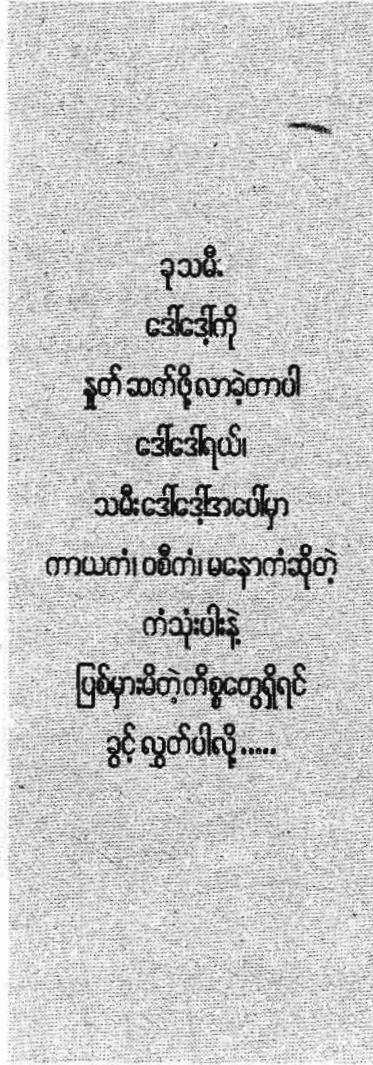 ခုသမီး
ဒေါ်ဒေါ့်ကို
နှုတ် ဆက်ဖို့ လာခဲ့တာပါ
ဒေါ်ဒေါ်ရယ်၊
သမီး ဒေါ်ဒေါ့်အပေါ်မှာ
ကာယကံ၊ ဝစီကံ၊ မနောကံဆိုတဲ့
ကံသုံးပါးနဲ့
ပြစ်မှားမိတဲ့ ကိစ္စတွေရှိရင်
ခွင့် လွှတ်ပါလို့ .....